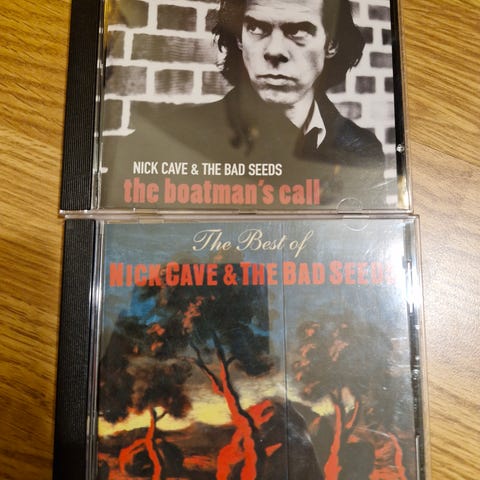 NICK CAVE & THE BAD SEEDS
the boatman's call
The Best of
NICK CAVE & THE BAD SEEDS